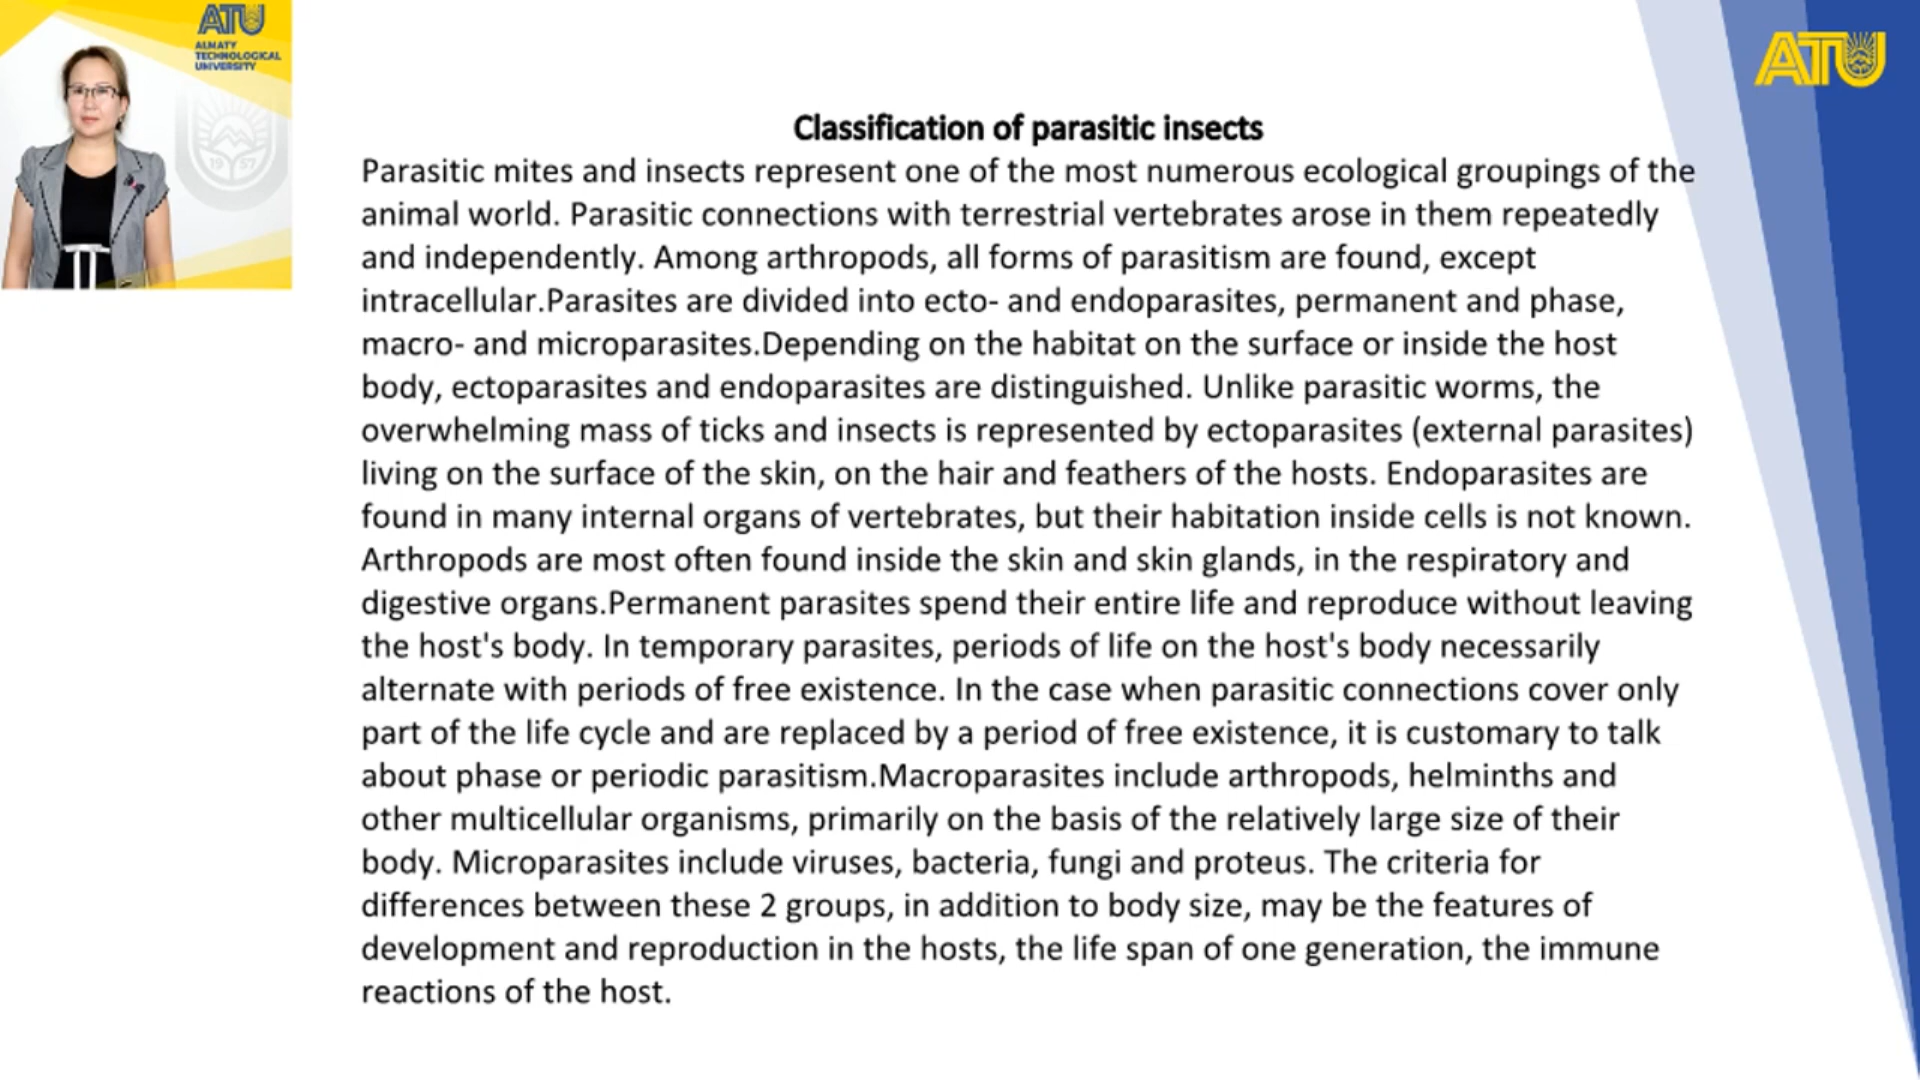 ATU
ALMATY
TECHNOLOGICAL
UNIVERSITY
19 57
ATU
Classification of parasitic insects
Parasitic mites and insects represent one of the most numerous ecological groupings of the
animal world. Parasitic connections with terrestrial vertebrates arose in them repeatedly
and independently. Among arthropods, all forms of parasitism are found, except
intracellular.Parasites are divided into ecto- and endoparasites, permanent and phase,
macro- and microparasites.Depending on the habitat on the surface or inside the host
body, ectoparasites and endoparasites are distinguished. Unlike parasitic worms, the
overwhelming mass of ticks and insects is represented by ectoparasites (external parasites)
living on the surface of the skin, on the hair and feathers of the hosts. Endoparasites are
found in many internal organs of vertebrates, but their habitation inside cells is not known.
Arthropods are most often found inside the skin and skin glands, in the respiratory and
digestive organs.Permanent parasites spend their entire life and reproduce without leaving
the host's body. In temporary parasites, periods of life on the host's body necessarily
alternate with periods of free existence. In the case when parasitic connections cover only
part of the life cycle and are replaced by a period of free existence, it is customary to talk
about phase or periodic parasitism.Macroparasites include arthropods, helminths and
other multicellular organisms, primarily on the basis of the relatively large size of their
body. Microparasites include viruses, bacteria, fungi and proteus. The criteria for
differences between these 2 groups, in addition to body size, may be the features of
development and reproduction in the hosts, the life span of one generation, the immune
reactions of the host.